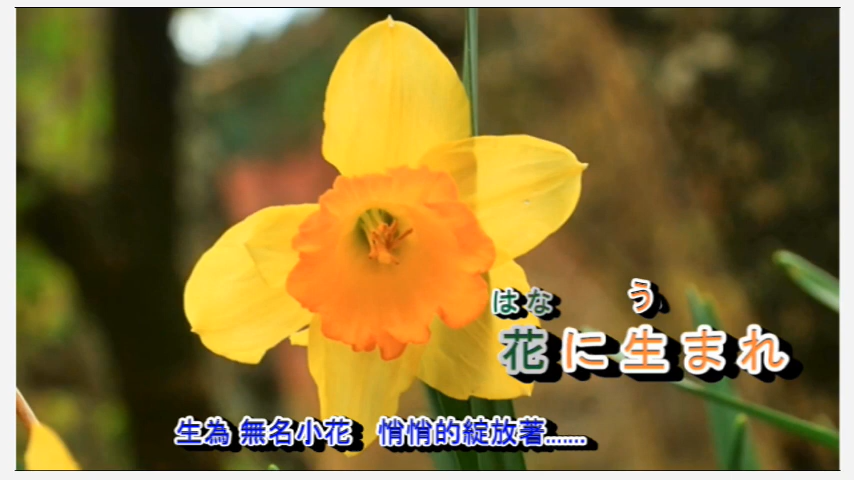 はな う
花に生まれ
生為 無名小花 悄悄的綻放著.......